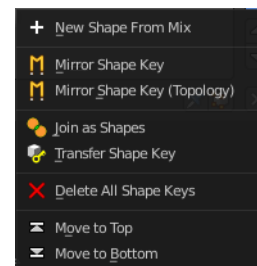 New Shape From Mix
Mirror Shape Key
Mirror Shape Key (Topology)
Join as Shapes
Transfer Shape Key
Delete All Shape Keys
Move to Top
Move to Bottom